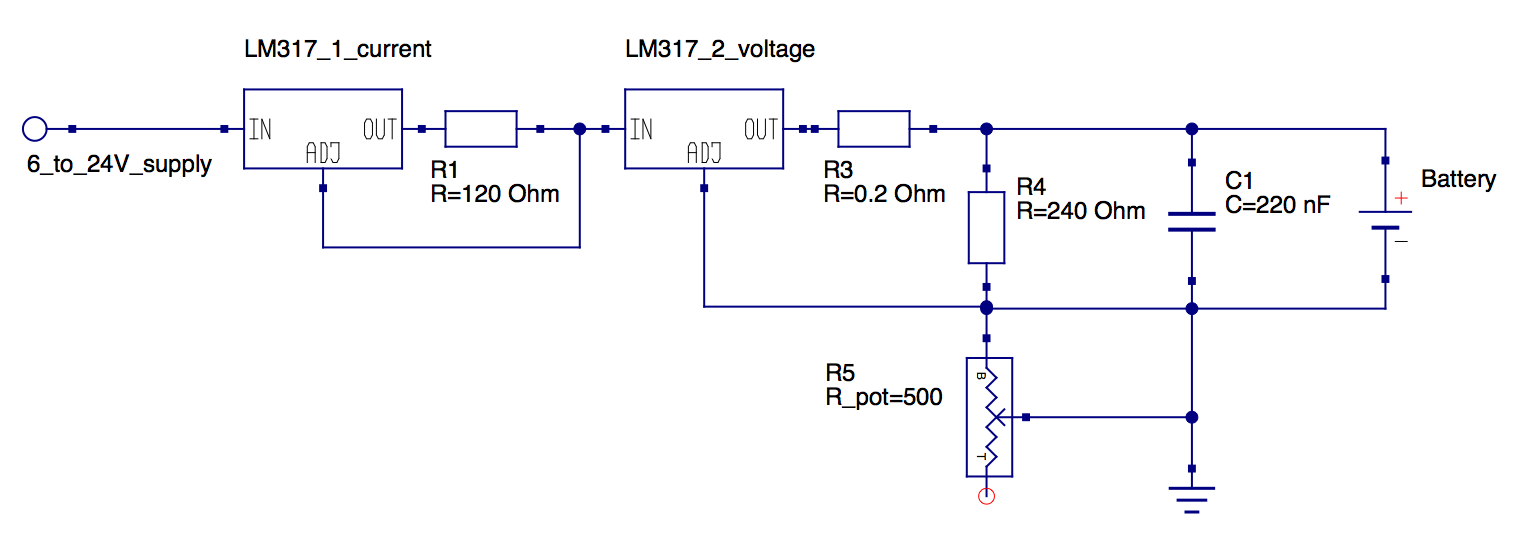 LM317_1_current
LM317_2_voltage
IN
OUT
ADJ
IN
OUT
ADJ
6_to_24V_supply
R1
R=120 Ohm
R3
R=0.2 Ohm
R4
R=240 Ohm
C1
C=220 nF
Battery
+
–
R5
R_pot=500
B
T